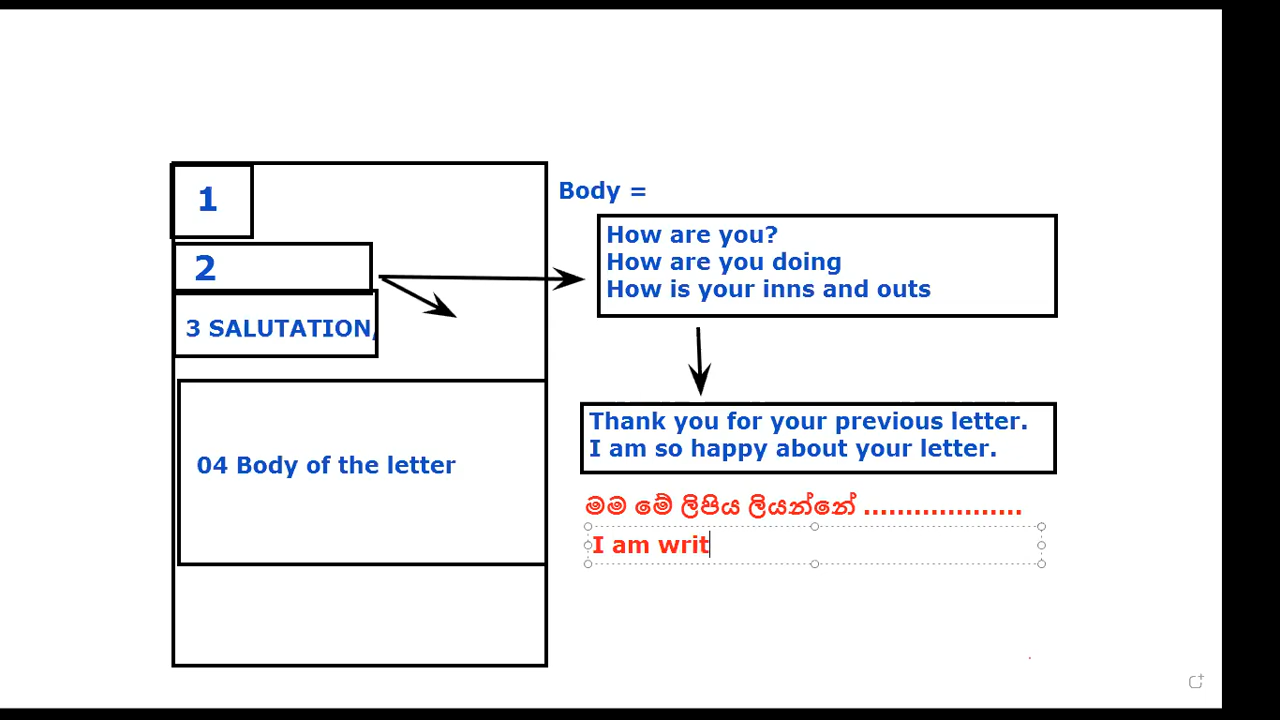 1
2
3 SALUTATION,
04 Body of the letter
Body =
How are you?
How are you doing
How is your inns and outs
Thank you for your previous letter.
I am so happy about your letter.
මම මේ ලිපිය ලියන්නේ ...................
I am writ